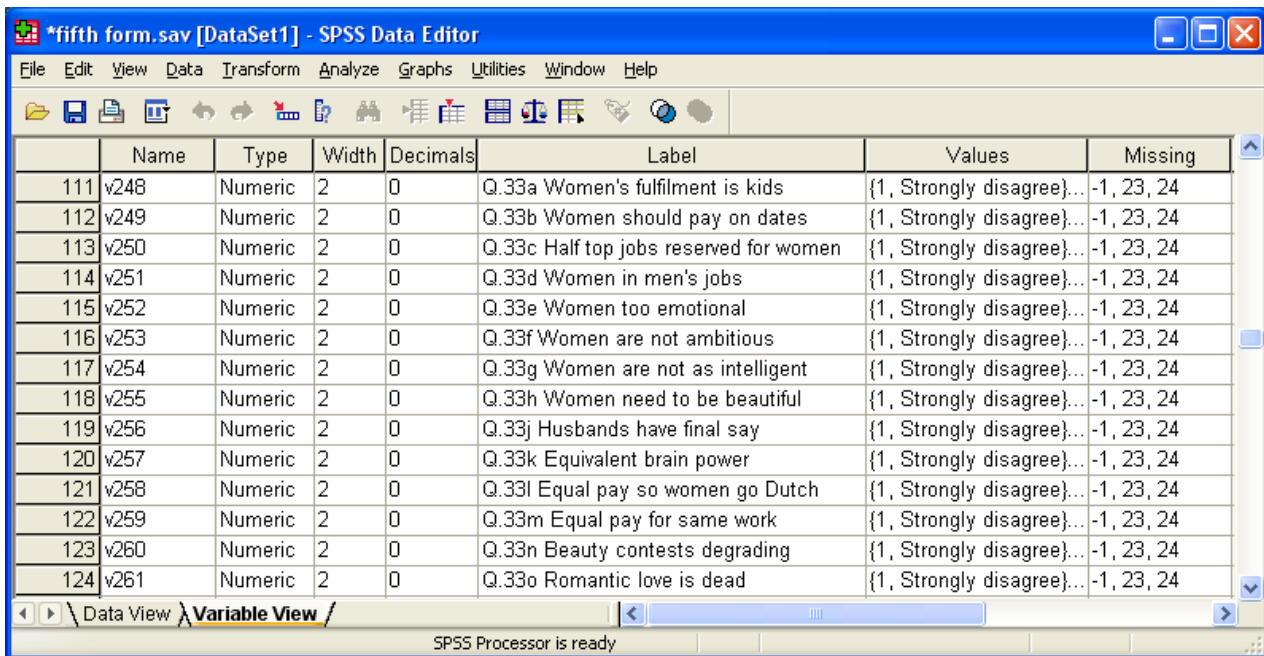 *fifth form.sav [DataSet1] - SPSS Data Editor
File Edit View Data Transform Analyze Graphs Utilities Window Help
Name Type Width Decimals Label Values Missing
111 v248 Numeric 2 0 Q.33a Women's fulfilment is kids {1, Strongly disagree}... -1, 23, 24
112 v249 Numeric 2 0 Q.33b Women should pay on dates {1, Strongly disagree}... -1, 23, 24
113 v250 Numeric 2 0 Q.33c Half top jobs reserved for women {1, Strongly disagree}... -1, 23, 24
114 v251 Numeric 2 0 Q.33d Women in men's jobs {1, Strongly disagree}... -1, 23, 24
115 v252 Numeric 2 0 Q.33e Women too emotional {1, Strongly disagree}... -1, 23, 24
116 v253 Numeric 2 0 Q.33f Women are not ambitious {1, Strongly disagree}... -1, 23, 24
117 v254 Numeric 2 0 Q.33g Women are not as intelligent {1, Strongly disagree}... -1, 23, 24
118 v255 Numeric 2 0 Q.33h Women need to be beautiful {1, Strongly disagree}... -1, 23, 24
119 v256 Numeric 2 0 Q.33j Husbands have final say {1, Strongly disagree}... -1, 23, 24
120 v257 Numeric 2 0 Q.33k Equivalent brain power {1, Strongly disagree}... -1, 23, 24
121 v258 Numeric 2 0 Q.33l Equal pay so women go Dutch {1, Strongly disagree}... -1, 23, 24
122 v259 Numeric 2 0 Q.33m Equal pay for same work {1, Strongly disagree}... -1, 23, 24
123 v260 Numeric 2 0 Q.33n Beauty contests degrading {1, Strongly disagree}... -1, 23, 24
124 v261 Numeric 2 0 Q.33o Romantic love is dead {1, Strongly disagree}... -1, 23, 24
Data View Variable View
SPSS Processor is ready